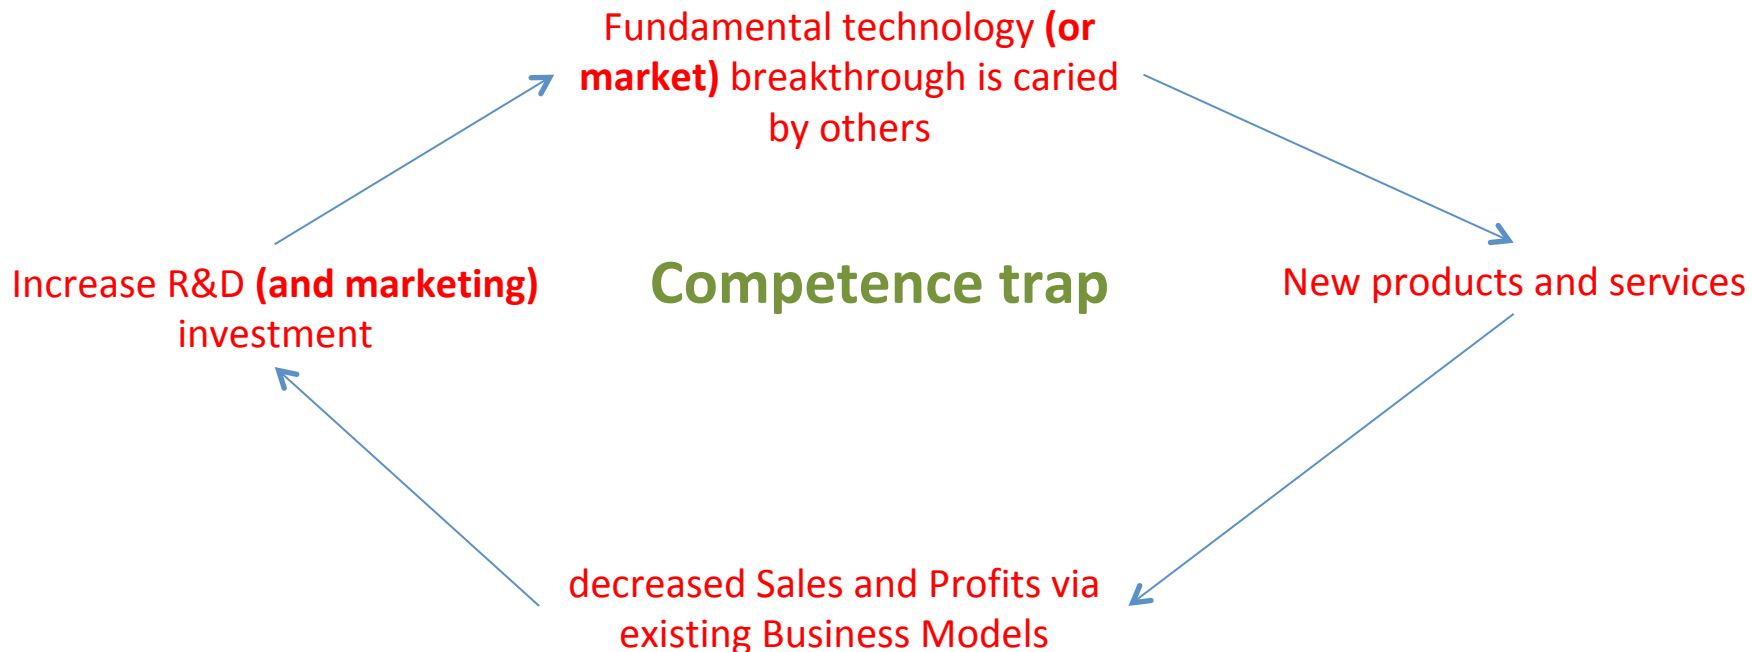 Fundamental technology (or
market) breakthrough is caried
by others
Increase R&D (and marketing)
investment
Competence trap
New products and services
decreased Sales and Profits via
existing Business Models